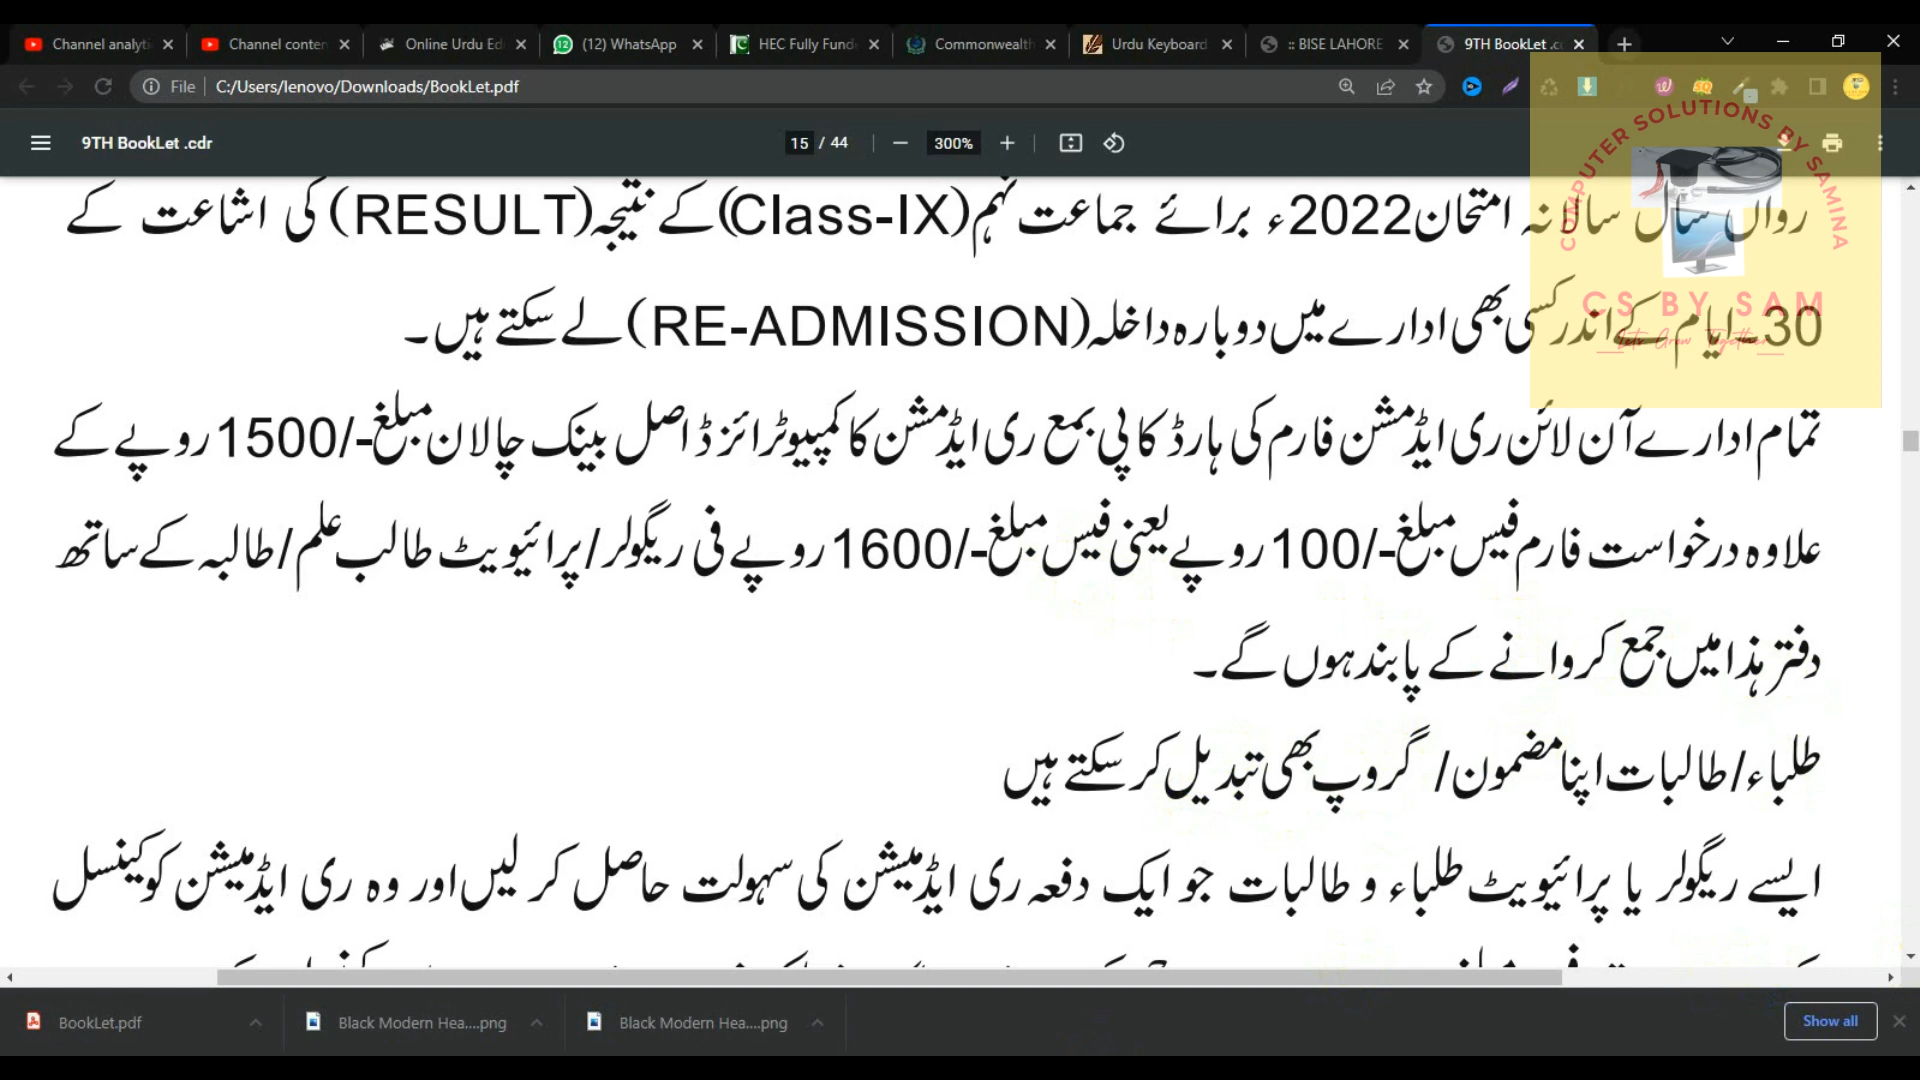 Channel analyti
Channel conten
Online Urdu Ed
(12) WhatsApp
HEC Fully Fund
Commonwealth
Urdu Keyboard
:: BISE LAHORE
9TH BookLet .c
File
C:/Users/lenovo/Downloads/BookLet.pdf
9TH BookLet .cdr
15 / 44
300%
COMPUTER SOLUTIONS BY SAMINA
CS BY SAM
Let's Grow Together
رواں سال سالانہ امتحان2022ء برائے جماعت نہم(Class-IX)کے نتیجہ(RESULT)کی اشاعت کے
30 ایام کے اندر کسی بھی ادارے میں دوبارہ داخلہ(RE-ADMISSION)لے سکتے ہیں۔
تمام ادارے آن لائن ری ایڈمشن فارم کی ہارڈ کاپی بمع ری ایڈمشن کا کمپیوٹرائزڈ اصل بینک چالان مبلغ-/1500روپے کے
علاوہ درخواست فارم فیس مبلغ-/100روپے یعنی فیس مبلغ-/1600روپے فی ریگولر/پرائیویٹ طالب علم/طالبہ کے ساتھ
دفتر ہذا میں جمع کروانے کے پابند ہوں گے۔
طلباء/طالبات اپنا مضمون/ گروپ بھی تبدیل کر سکتے ہیں
ایسے ریگولر یا پرائیویٹ طلباء و طالبات جو ایک دفعہ ری ایڈمیشن کی سہولت حاصل کر لیں اور وہ ری ایڈمیشن کو کینسل
BookLet.pdf
Black Modern Hea....png
Black Modern Hea....png
Show all